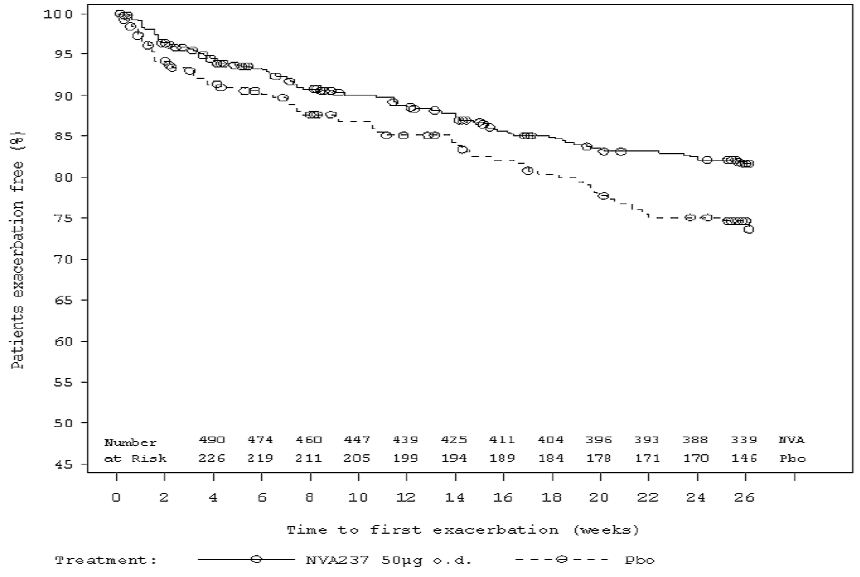 Patients exacerbation free (%)
100
95
90
85
80
75
70
65
60
55
50
45
Number 490 474 460 447 439 425 411 404 396 393 388 339 NVA
at Risk 226 219 211 205 199 194 189 184 178 171 170 146 Pbo
0 2 4 6 8 10 12 14 16 18 20 22 24 26
Time to first exacerbation (weeks)
Treatment: NVA237 50µg o.d. Pbo